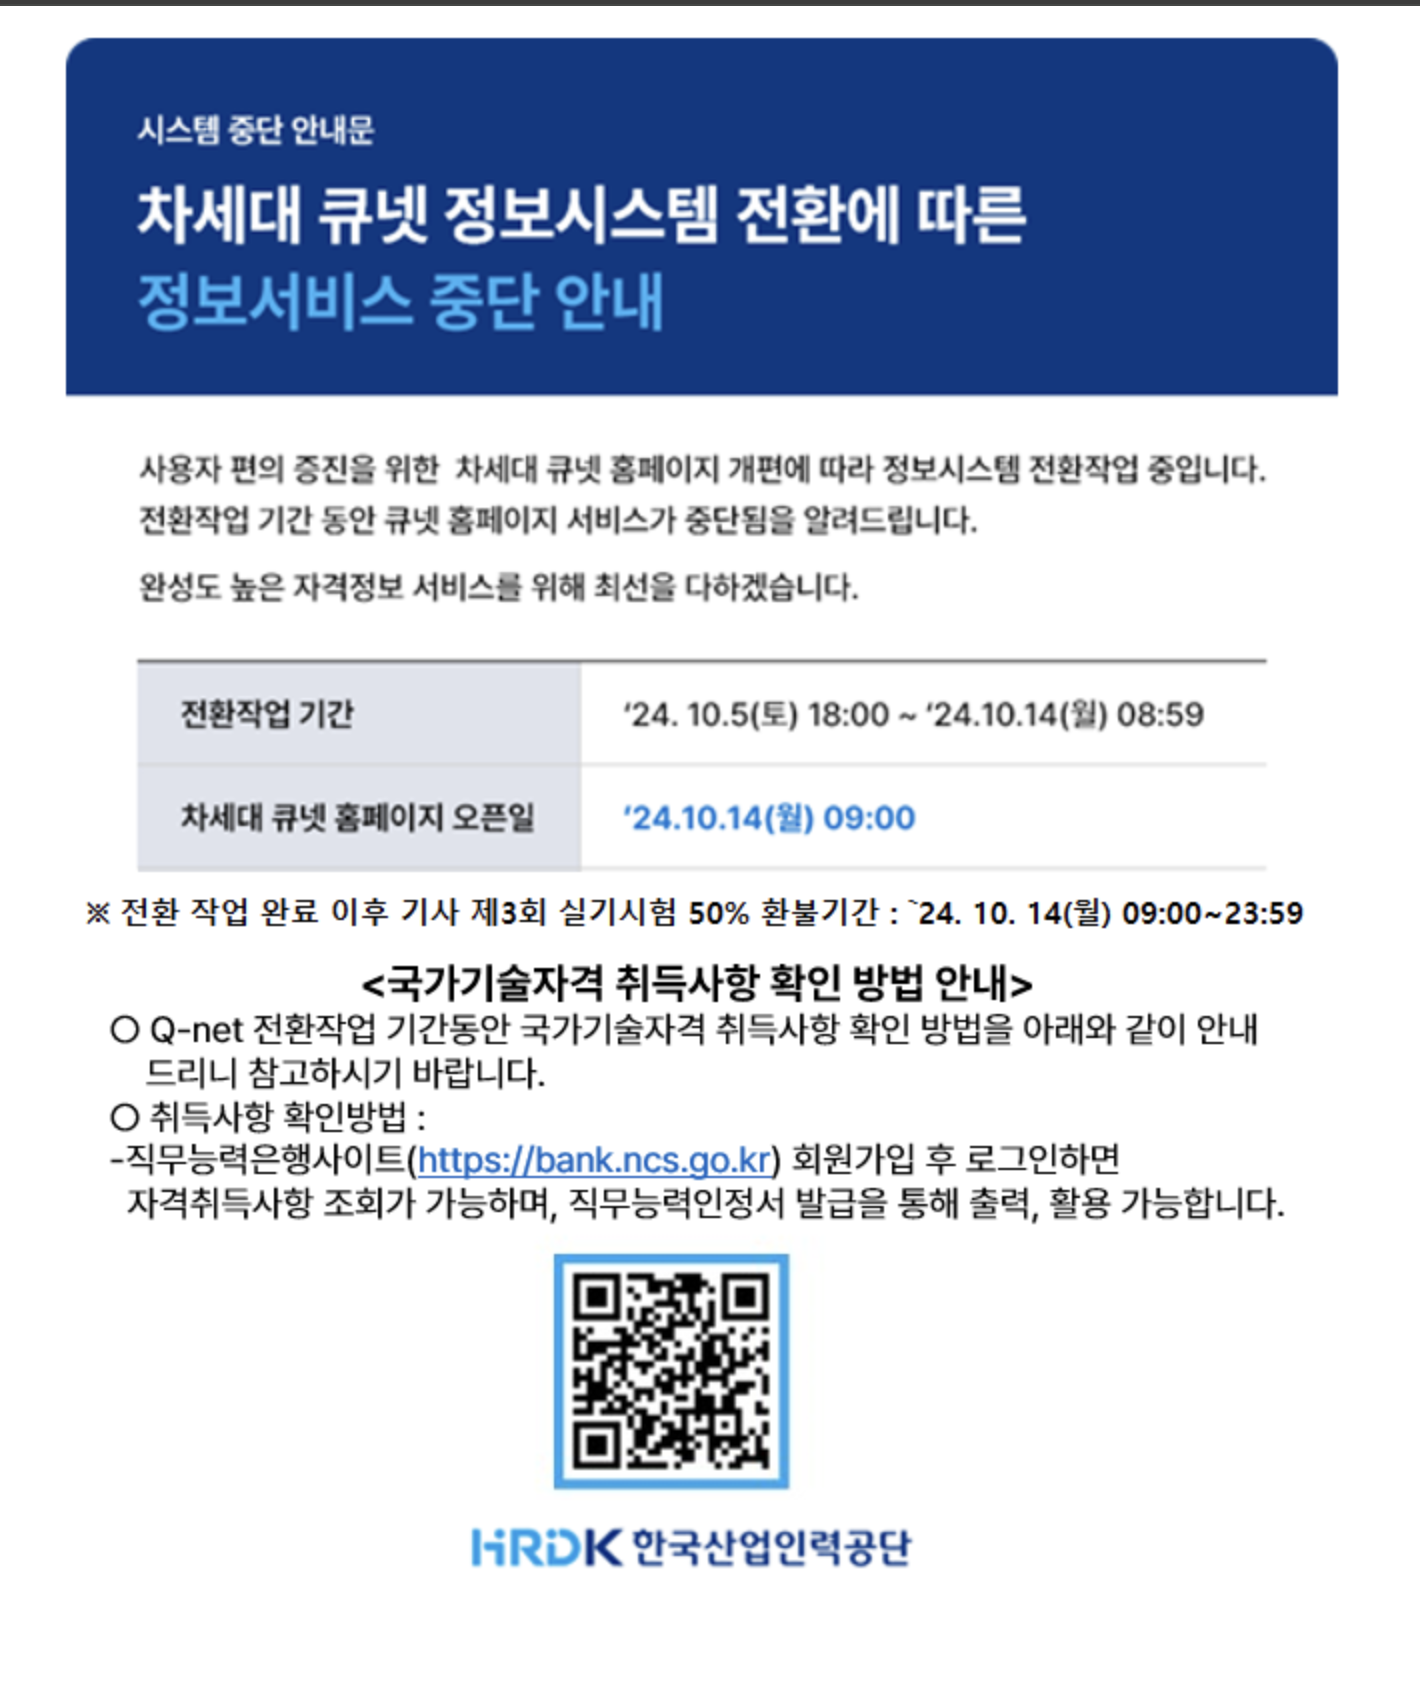 시스템 중단 안내문
차세대 큐넷 정보시스템 전환에 따른
정보서비스 중단 안내
사용자 편의 증진을 위한 차세대 큐넷 홈페이지 개편에 따라 정보시스템 전환작업 중입니다.
전환작업 기간 동안 큐넷 홈페이지 서비스가 중단됨을 알려드립니다.
완성도 높은 자격정보 서비스를 위해 최선을 다하겠습니다.
전환작업 기간 ‘24. 10.5(토) 18:00 ~ ‘24.10.14(월) 08:59
차세대 큐넷 홈페이지 오픈일 ‘24.10.14(월) 09:00
※ 전환 작업 완료 이후 기사 제3회 실기시험 50% 환불기간 : `24. 10. 14(월) 09:00~23:59
<국가기술자격 취득사항 확인 방법 안내>
○ Q-net 전환작업 기간동안 국가기술자격 취득사항 확인 방법을 아래와 같이 안내
드리니 참고하시기 바랍니다.
○ 취득사항 확인방법 :
-직무능력은행사이트(https://bank.ncs.go.kr) 회원가입 후 로그인하면
자격취득사항 조회가 가능하며, 직무능력인정서 발급을 통해 출력, 활용 가능합니다.
HRDK 한국산업인력공단